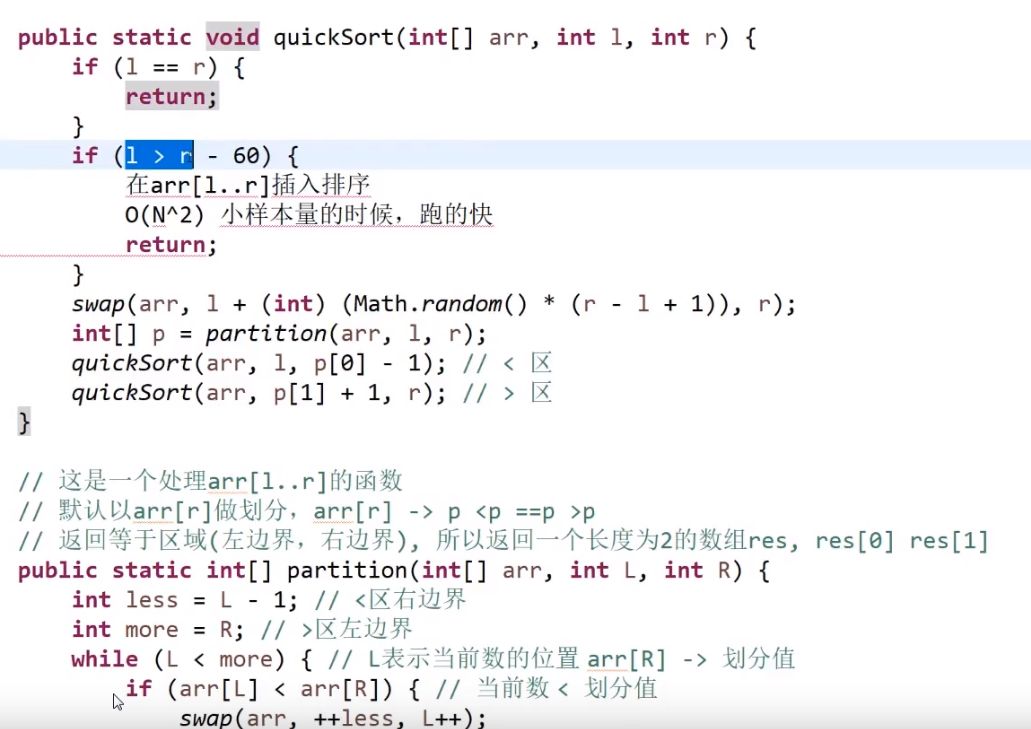 public static void quickSort(int[] arr, int l, int r) {
if (l == r) {
return;
}
if (l > r - 60) {
在arr[l..r]插入排序
O(N^2) 小样本量的时候，跑的快
return;
}
swap(arr, l + (int) (Math.random() * (r - l + 1)), r);
int[] p = partition(arr, l, r);
quickSort(arr, l, p[0] - 1); // < 区
quickSort(arr, p[1] + 1, r); // > 区
}
// 这是一个处理arr[l..r]的函数
// 默认以arr[r]做划分，arr[r] -> p <p ==p >p
// 返回等于区域(左边界，右边界), 所以返回一个长度为2的数组res, res[0] res[1]
public static int[] partition(int[] arr, int L, int R) {
int less = L - 1; // <区右边界
int more = R; // >区左边界
while (L < more) { // L表示当前数的位置 arr[R] -> 划分值
if (arr[L] < arr[R]) { // 当前数 < 划分值
swap(arr, ++less, L++);